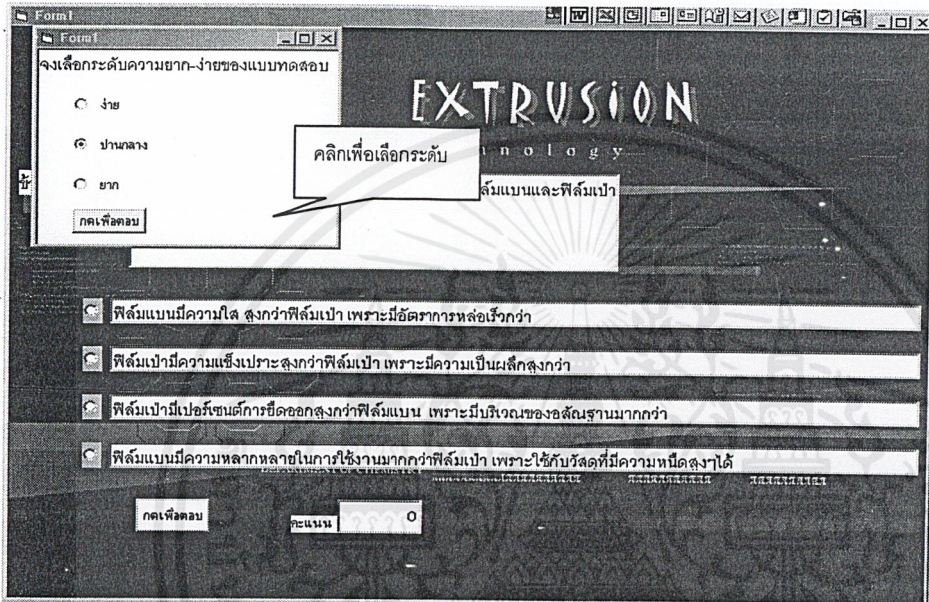 Form1
Form1
จงเลือกระดับความยาก-ง่ายของแบบทดสอบ
ง่าย
ปานกลาง
ยาก
กดเพื่อตอบ
คลิกเพื่อเลือกระดับ
EXTRUSION
nology
ล์มแบนและฟิล์มเป่า
ฟิล์มแบนมีความใส สูงกว่าฟิล์มเป่า เพราะมีอัตราการหล่อเร็วกว่า
ฟิล์มเป่ามีความแข็งเปราะสูงกว่าฟิล์มเป่า เพราะมีความเป็นผลึกสูงกว่า
ฟิล์มเป่ามีเปอร์เซนต์การยืดออกสูงกว่าฟิล์มแบน เพราะมีบริเวณของอสัณฐานมากกว่า
ฟิล์มแบนมีความหลากหลายในการใช้งานมากกว่าฟิล์มเป่า เพราะใช้กับวัสดุที่มีความหนืดสูงๆได้
DEPARTMENT OF CHEMISTRY
กดเพื่อตอบ
คะแนน 0